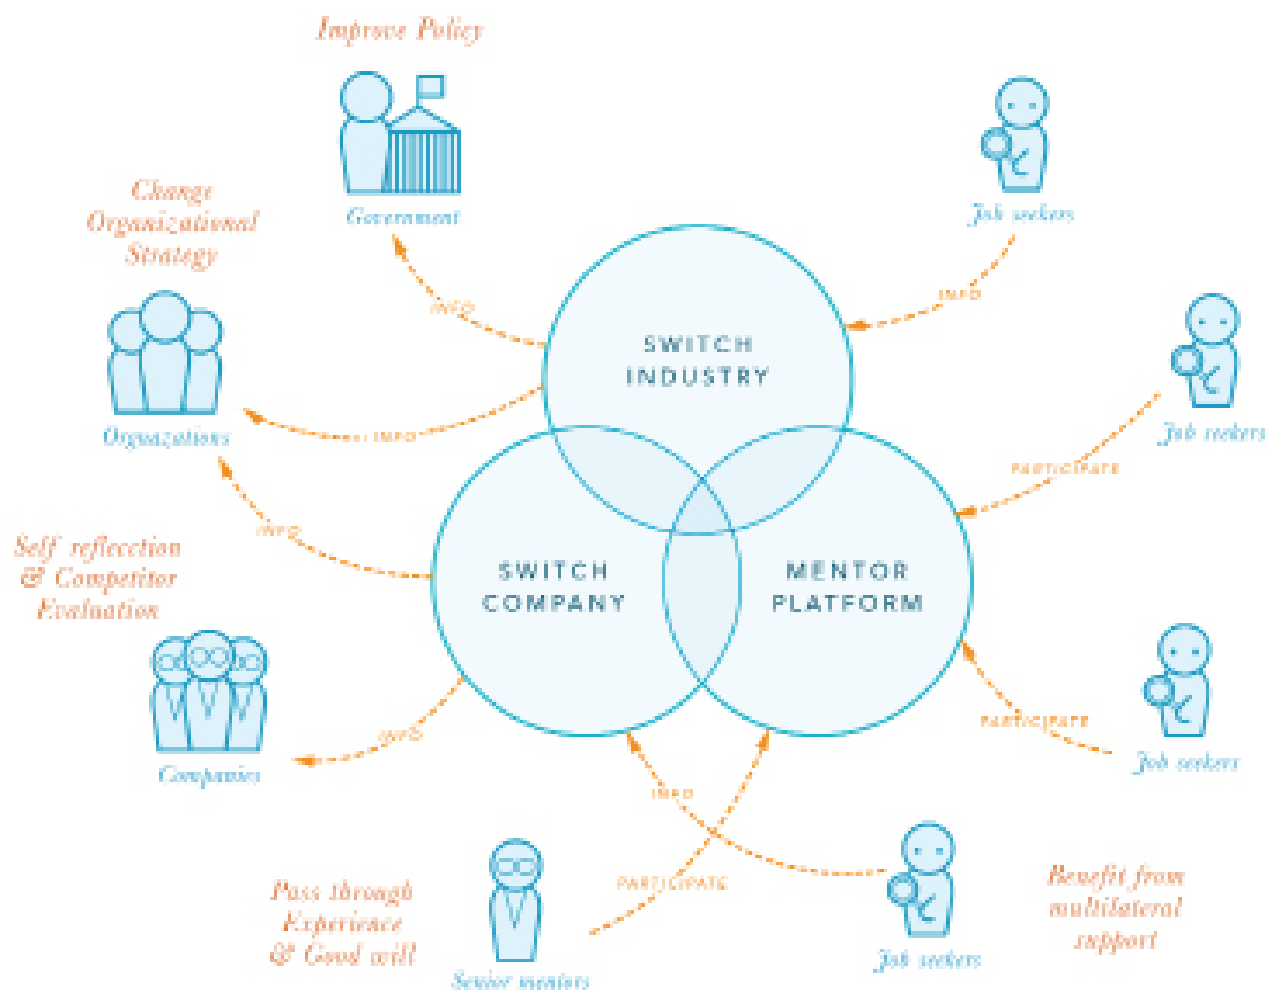 Improve Policy
Government
Job seekers
Change
Organizational
Strategy
INFO
INFO
SWITCH
INDUSTRY
Orguazations
INFO
Job seekers
PARTICIPATE
INFO
Self reflecction
& Competitor
Evaluation
SWITCH
COMPANY
MENTOR
PLATFORM
Companies
INFO
PARTICIPATE
Job seekers
INFO
PARTICIPATE
Pass through
Experience
& Good will
Senior mentors
Job seekers
Benefit from
multilateral
support